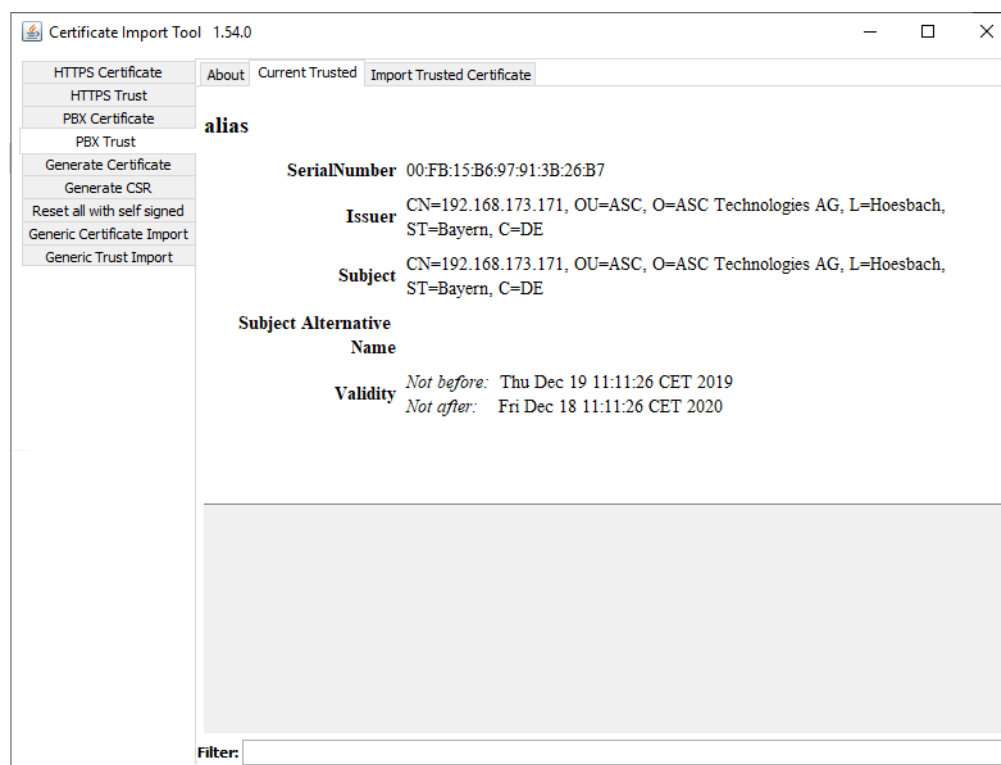 Certificate Import Tool 1.54.0
HTTPS Certificate
HTTPS Trust
PBX Certificate
PBX Trust
Generate Certificate
Generate CSR
Reset all with self signed
Generic Certificate Import
Generic Trust Import
About
Current Trusted
Import Trusted Certificate
alias
SerialNumber 00:FB:15:B6:97:91:3B:26:B7
Issuer CN=192.168.173.171, OU=ASC, O=ASC Technologies AG, L=Hoesbach,
ST=Bayern, C=DE
Subject CN=192.168.173.171, OU=ASC, O=ASC Technologies AG, L=Hoesbach,
ST=Bayern, C=DE
Subject Alternative
Name
Validity Not before: Thu Dec 19 11:11:26 CET 2019
Not after: Fri Dec 18 11:11:26 CET 2020
Filter: